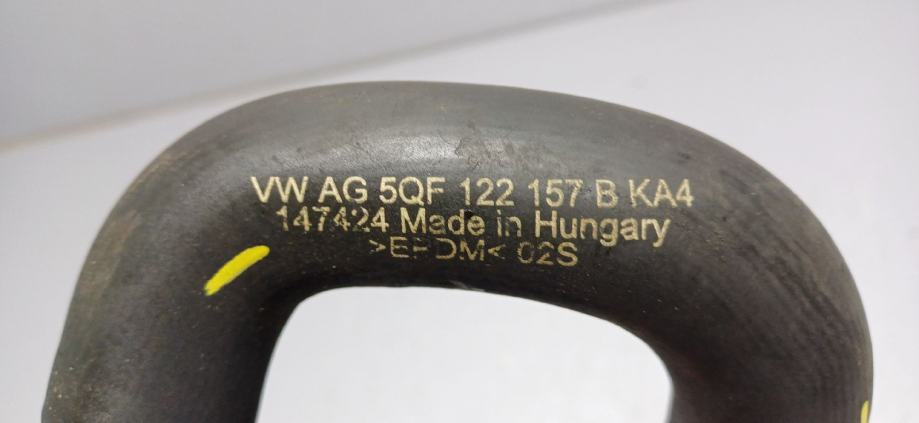 VW AG 5QF 122 157 B KA4
147424 Made in Hungary
>EPDM< 02S